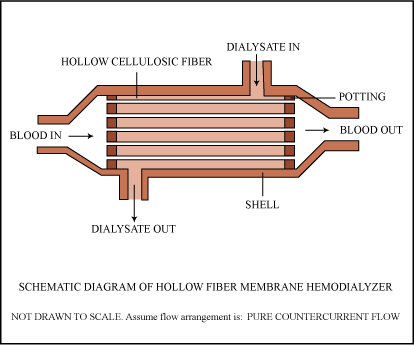 DIALYSATE IN
HOLLOW CELLULOSIC FIBER
POTTING
BLOOD IN
BLOOD OUT
SHELL
DIALYSATE OUT
SCHEMATIC DIAGRAM OF HOLLOW FIBER MEMBRANE HEMODIALYZER
NOT DRAWN TO SCALE. Assume flow arrangement is: PURE COUNTERCURRENT FLOW